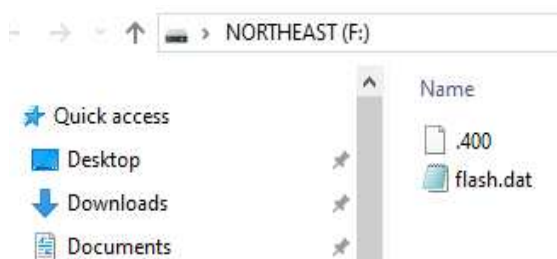 NORTHEAST (F:)
Quick access
Desktop
Downloads
Documents
Name
.400
flash.dat